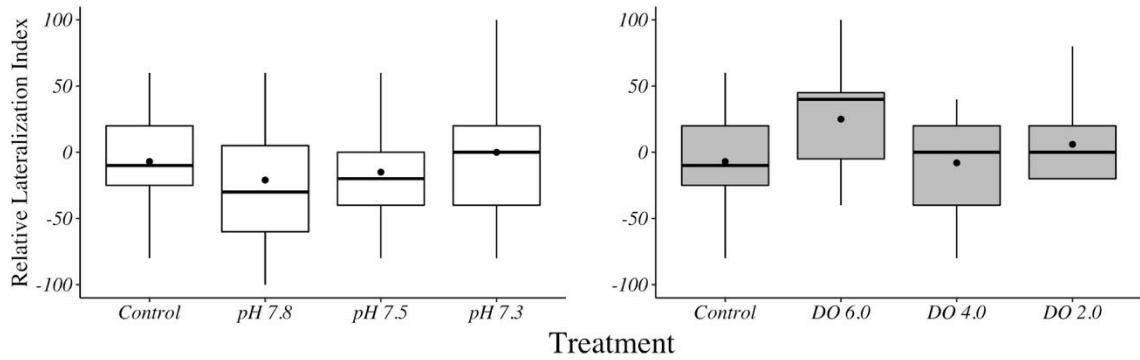 Relative Lateralization Index
100
50
0
-50
-100
Control pH 7.8 pH 7.5 pH 7.3
100
50
0
-50
-100
Control DO 6.0 DO 4.0 DO 2.0
Treatment